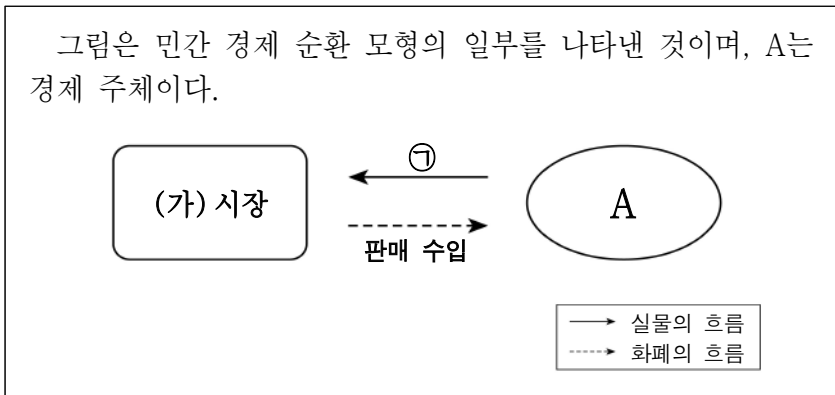 그림은 민간 경제 순환 모형의 일부를 나타낸 것이며, A는
경제 주체이다.
㉠
(가) 시장
A
판매 수입
실물의 흐름
화폐의 흐름